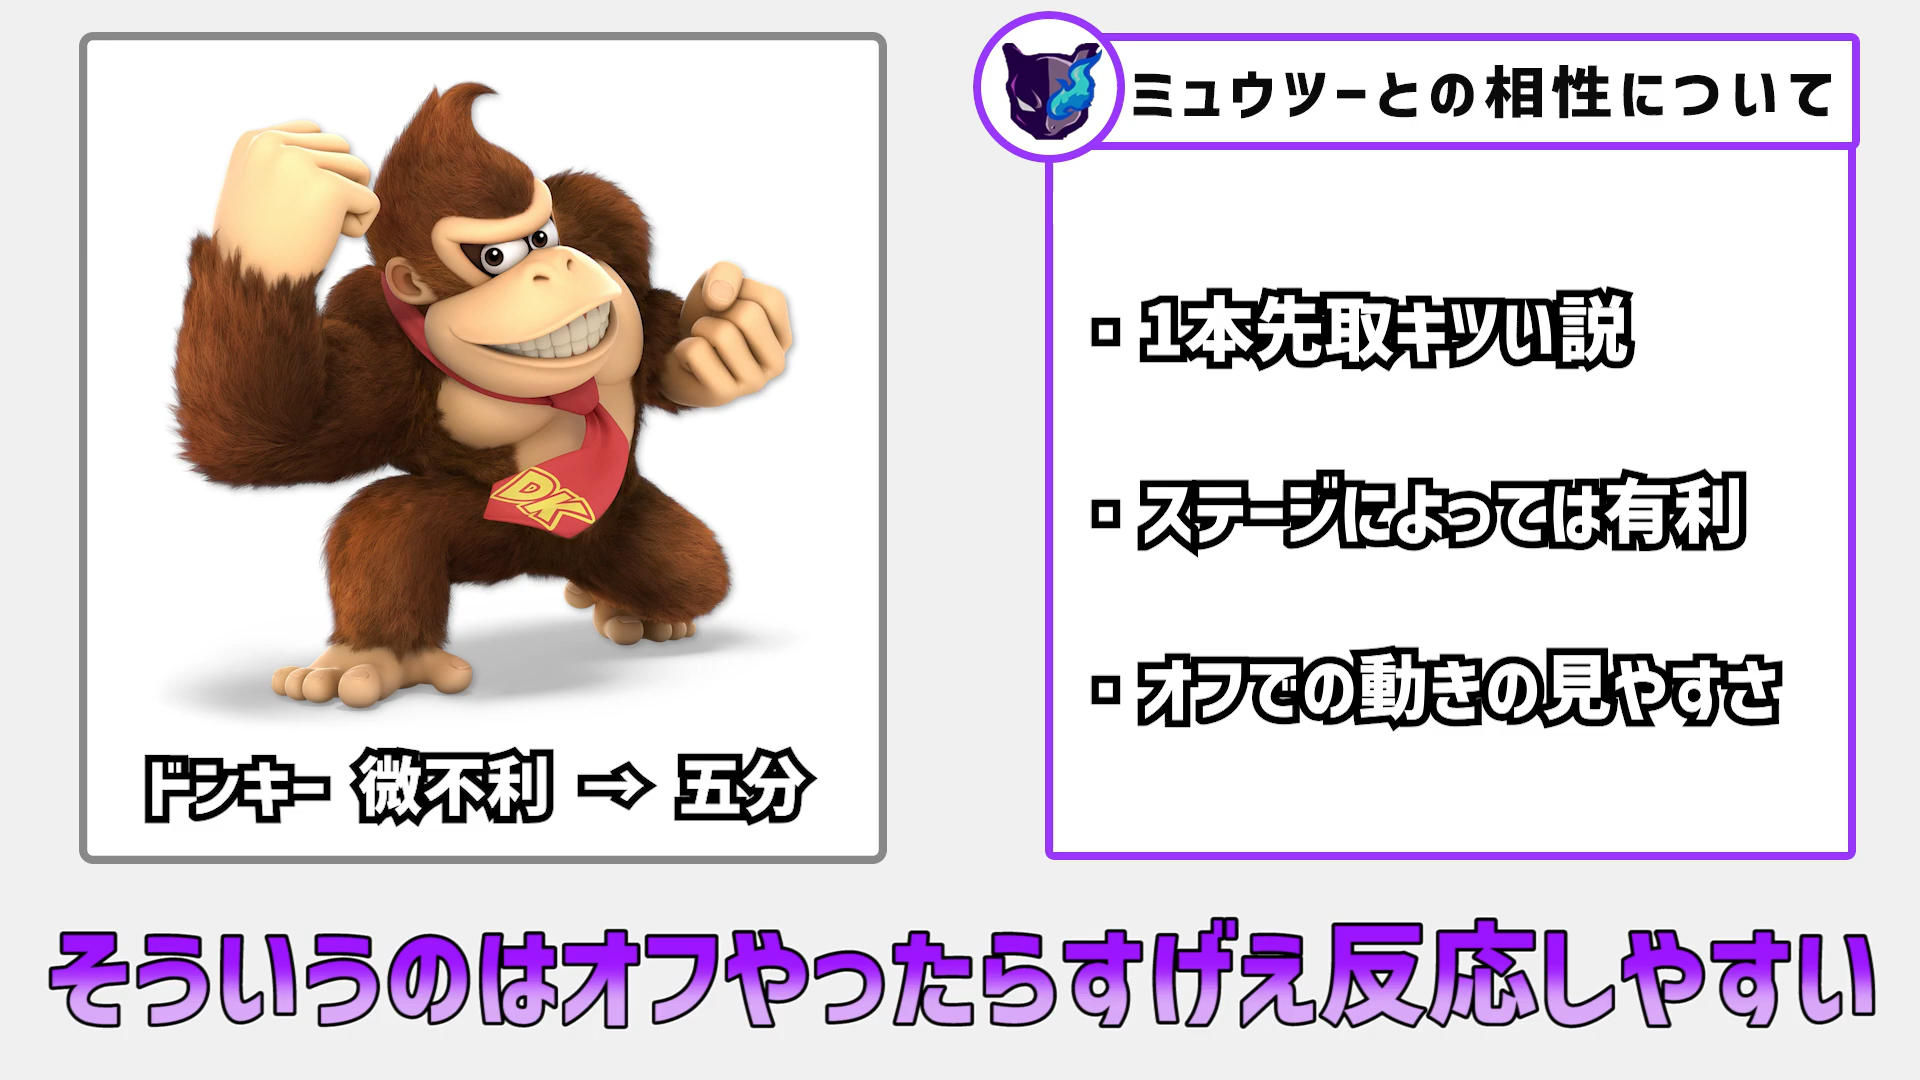 DK
ドンキー 微不利 → 五分
ミュウツーとの相性について
・1本先取キツい説
・ステージによっては有利
・オフでの動きの見やすさ
そういうのはオフやったらすげえ反応しやすい